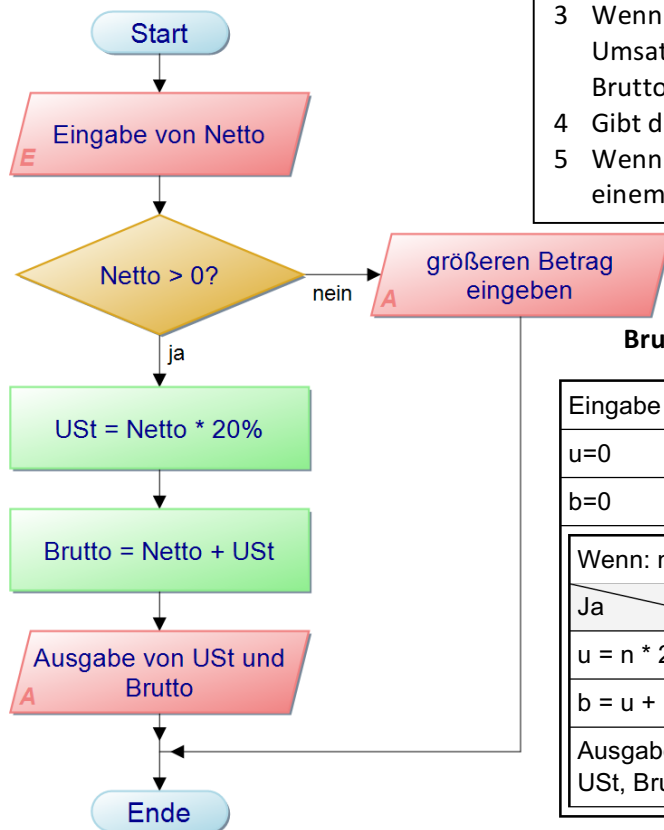 Start
Eingabe von Netto
E
Netto > 0?
nein
ja
größeren Betrag
eingeben
A
USt = Netto * 20%
Brutto = Netto + USt
Ausgabe von USt und
Brutto
A
Ende
3 Wenn
Umsat
Brutto
4 Gibt d
5 Wenn
einem
Bru
Eingabe
u=0
b=0
Wenn:
Ja
u = n * 2
b = u +
Ausgabe
USt, Bru